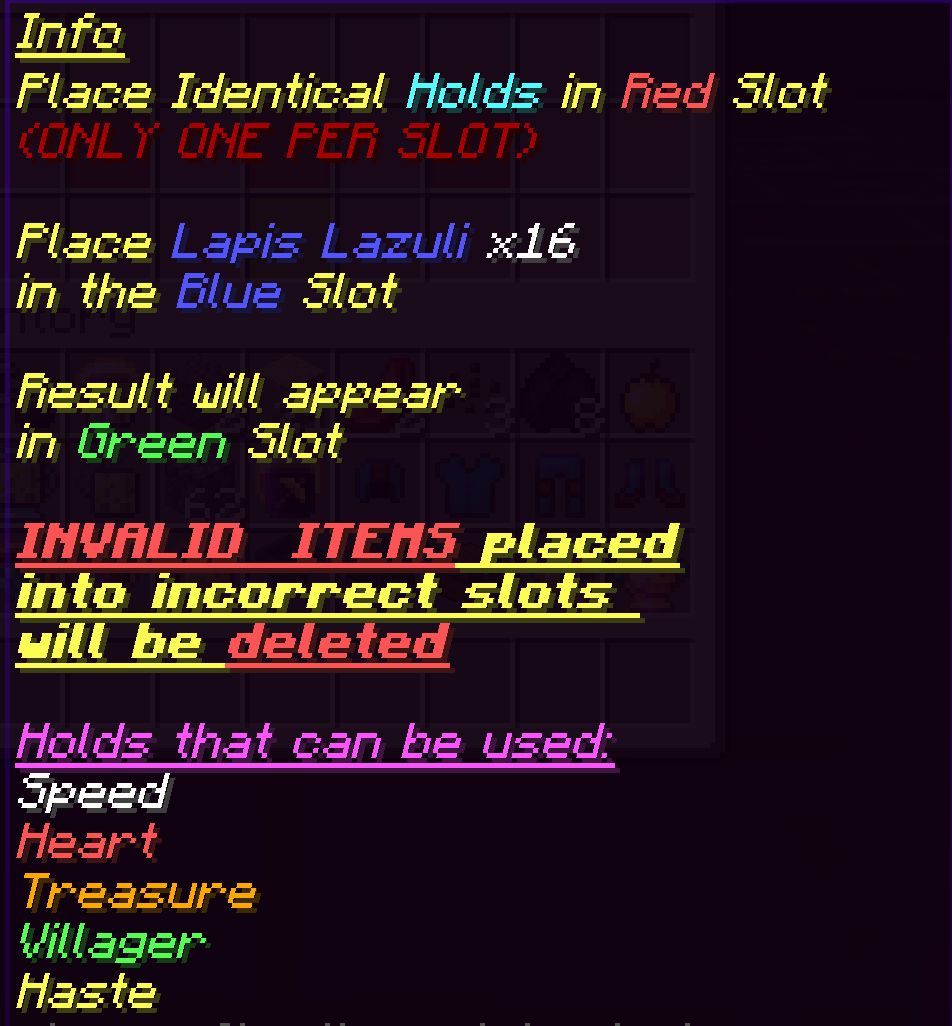 Info
Place Identical Holds in Red Slot
(ONLY ONE PER SLOT)
Place Lapis Lazuli x16
in the Blue Slot
Result will appear
in Green Slot
INVALID ITEMS placed
into incorrect slots
will be deleted
Holds that can be used:
Speed
Heart
Treasure
Villager
Haste
62
8